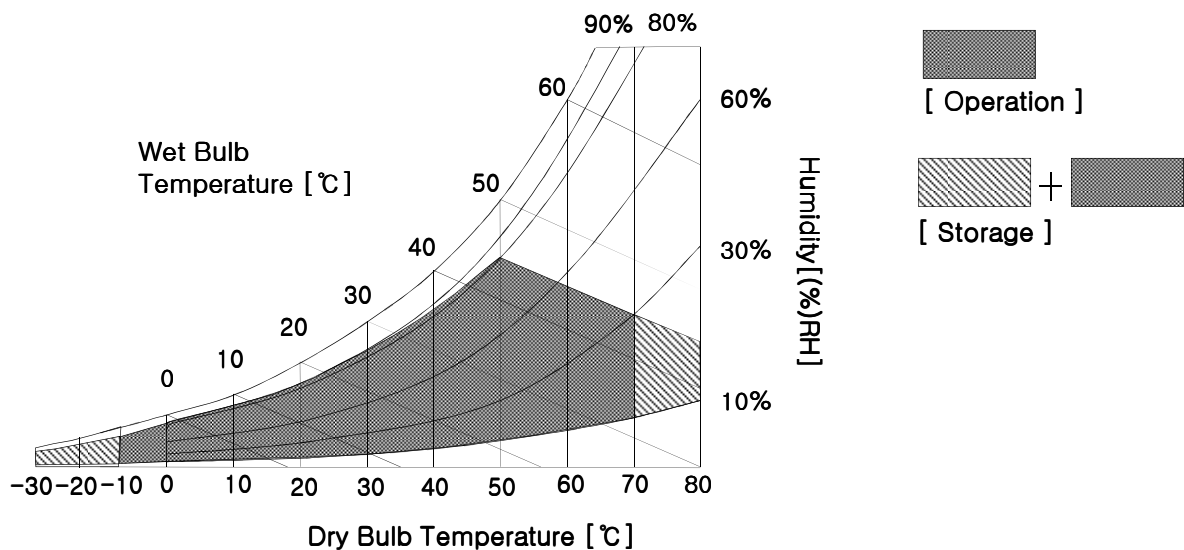 90% 80%
60
60%
[ Operation ]
Wet Bulb
Temperature [℃]
50
40
30%
Humidity[(%)RH]
[ Storage ]
30
20
10
0
10%
-30 -20 -10 0 10 20 30 40 50 60 70 80
Dry Bulb Temperature [℃]
+